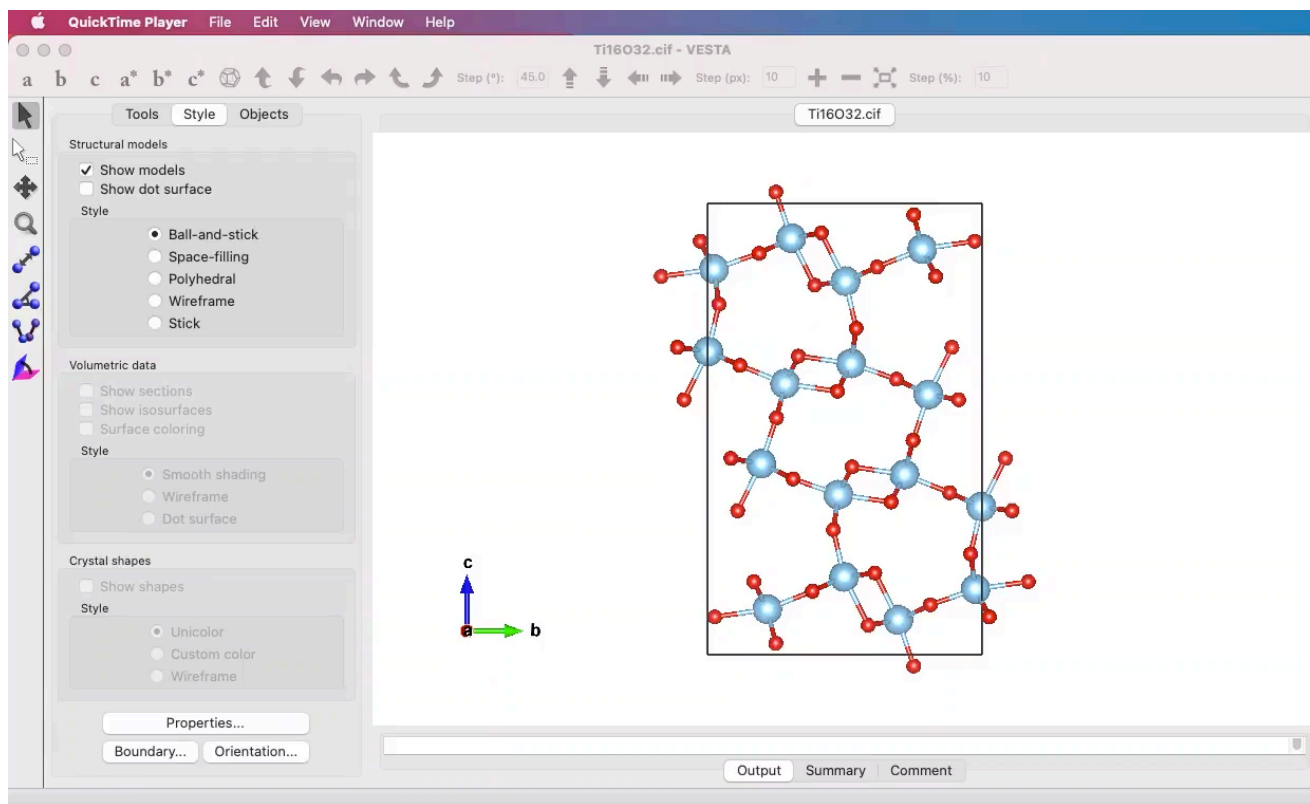 QuickTime Player File Edit View Window Help
Ti16O32.cif - VESTA
a b c a* b* c* Step (°): 45.0 Step (px): 10 Step (%): 10
Tools Style Objects
Ti16O32.cif
Structural models
Show models
Show dot surface
Style
Ball-and-stick
Space-filling
Polyhedral
Wireframe
Stick
Volumetric data
Show sections
Show isosurfaces
Surface coloring
Style
Smooth shading
Wireframe
Dot surface
Crystal shapes
Show shapes
Style
Unicolor
Custom color
Wireframe
c
a b
Properties...
Boundary... Orientation...
Output Summary Comment